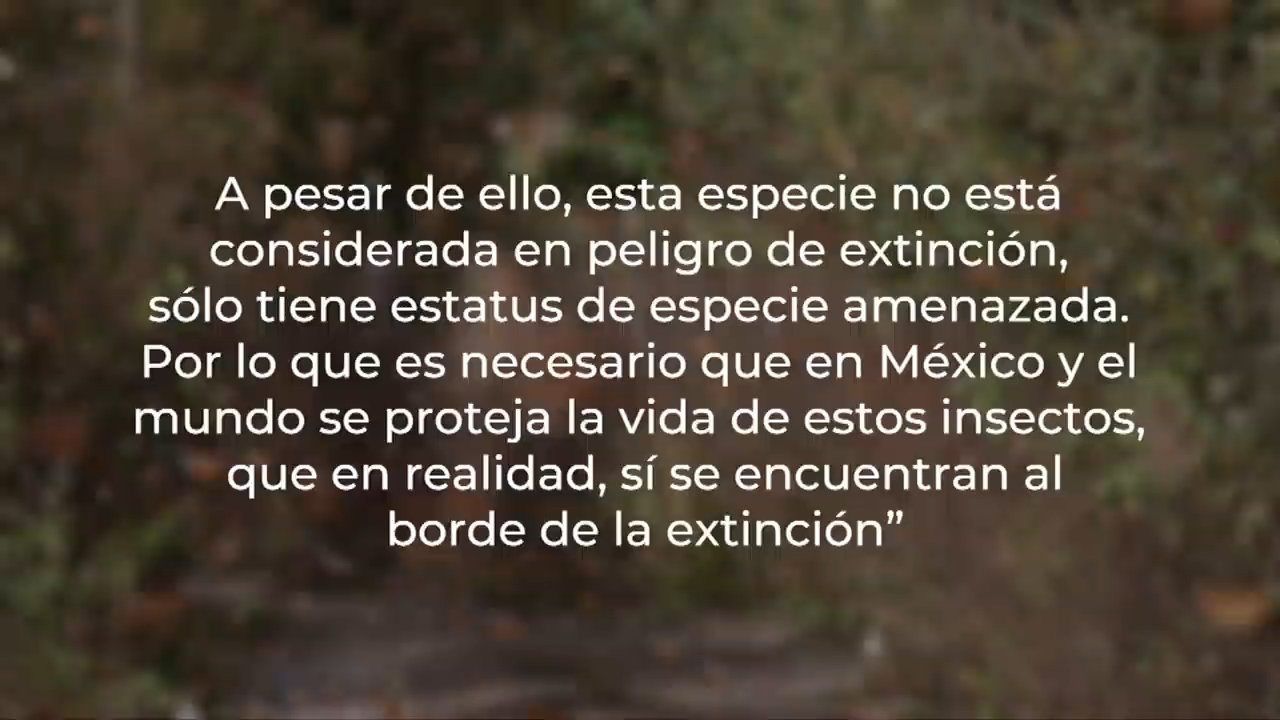 A pesar de ello, esta especie no está
considerada en peligro de extinción,
sólo tiene estatus de especie amenazada.
Por lo que es necesario que en México y el
mundo se proteja la vida de estos insectos,
que en realidad, sí se encuentran al
borde de la extinción”